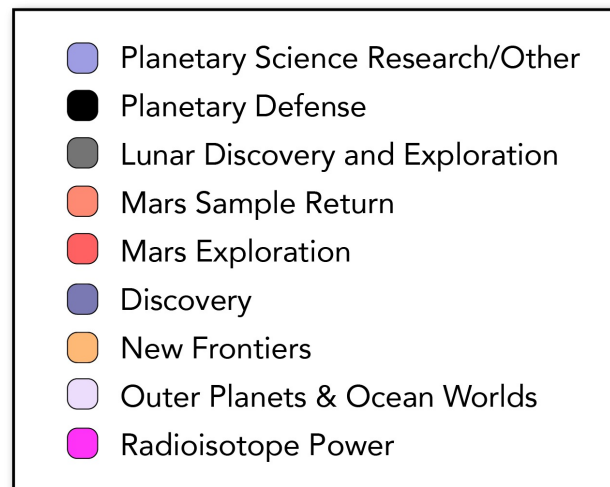 Planetary Science Research/Other
Planetary Defense
Lunar Discovery and Exploration
Mars Sample Return
Mars Exploration
Discovery
New Frontiers
Outer Planets & Ocean Worlds
Radioisotope Power